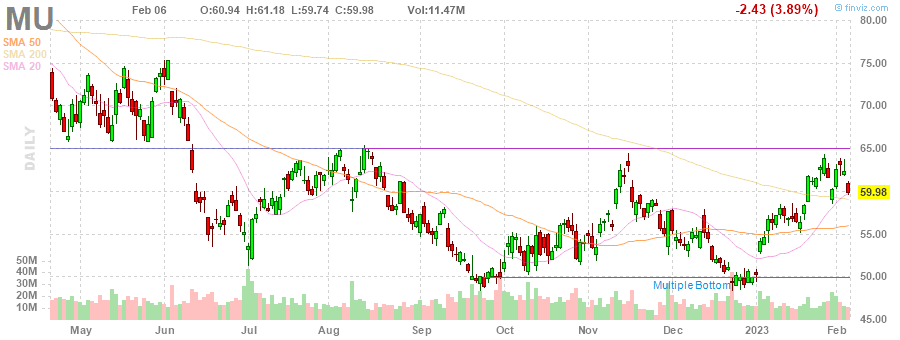 MU
Feb 06 O:60.94 H:61.18 L:59.74 C:59.98 Vol:11.47M -2.43 (3.89%)
© finviz.com
SMA 50
SMA 200
SMA 20
DAILY
80.00
75.00
70.00
65.00
59.98
55.00
50.00
45.00
50M
40M
30M
20M
10M
Multiple Bottom
May Jun Jul Aug Sep Oct Nov Dec 2023 Feb